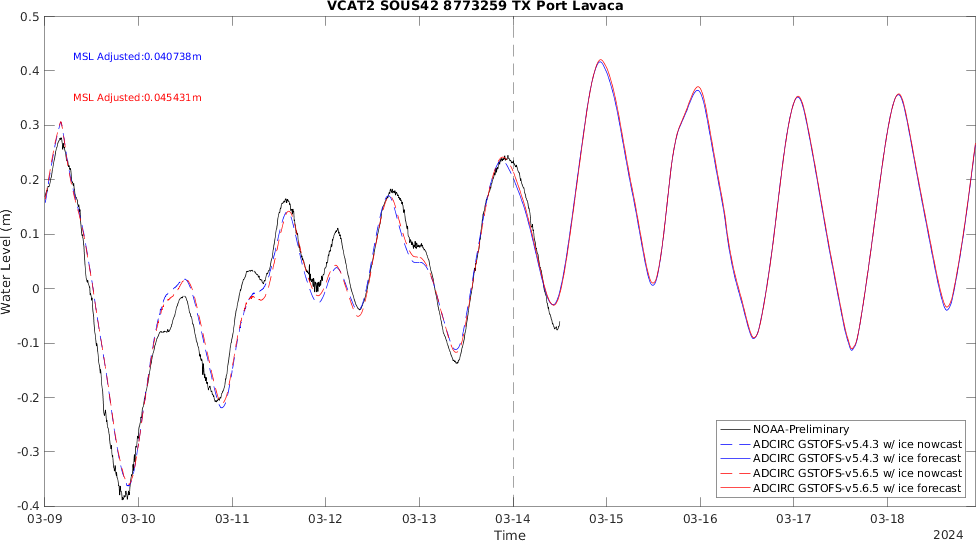 VCAT2 SOUS42 8773259 TX Port Lavaca
0.5
0.4
0.3
0.2
0.1
0
-0.1
-0.2
-0.3
-0.4
Water Level (m)
MSL Adjusted:0.040738m
MSL Adjusted:0.045431m
NOAA-Preliminary
ADCIRC GSTOFS-v5.4.3 w/ ice nowcast
ADCIRC GSTOFS-v5.4.3 w/ ice forecast
ADCIRC GSTOFS-v5.6.5 w/ ice nowcast
ADCIRC GSTOFS-v5.6.5 w/ ice forecast
03-09 03-10 03-11 03-12 03-13 03-14 03-15 03-16 03-17 03-18
Time
2024